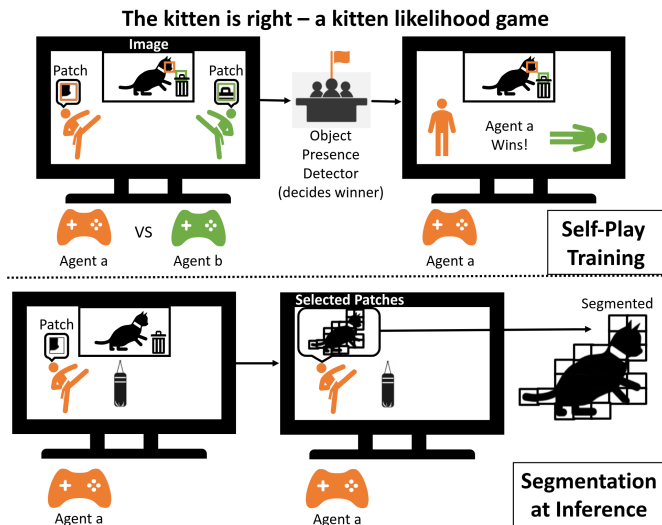 The kitten is right – a kitten likelihood game
Image
Patch
Patch
Object
Presence
Detector
(decides winner)
Agent a
Wins!
Agent a
VS
Agent b
Agent a
Self-Play
Training
Patch
Selected Patches
Segmented
Agent a
Agent a
Segmentation
at Inference